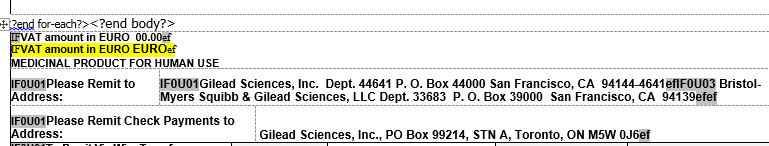 ?end for-each?><?end body?>
IFVAT amount in EURO  00.00ef
IFVAT amount in EURO EUROef
MEDICINAL PRODUCT FOR HUMAN USE
IF0U01Please Remit to Address:
IF0U01Gilead Sciences, Inc.  Dept. 44641 P. O. Box 44000 San Francisco, CA  94144-4641efIF0U03 Bristol-
Myers Squibb & Gilead Sciences, LLC Dept. 33683  P. O. Box 39000  San Francisco, CA  94139efef
IF0U01Please Remit Check Payments to
Address:
Gilead Sciences, Inc., PO Box 99214, STN A, Toronto, ON M5W 0J6ef